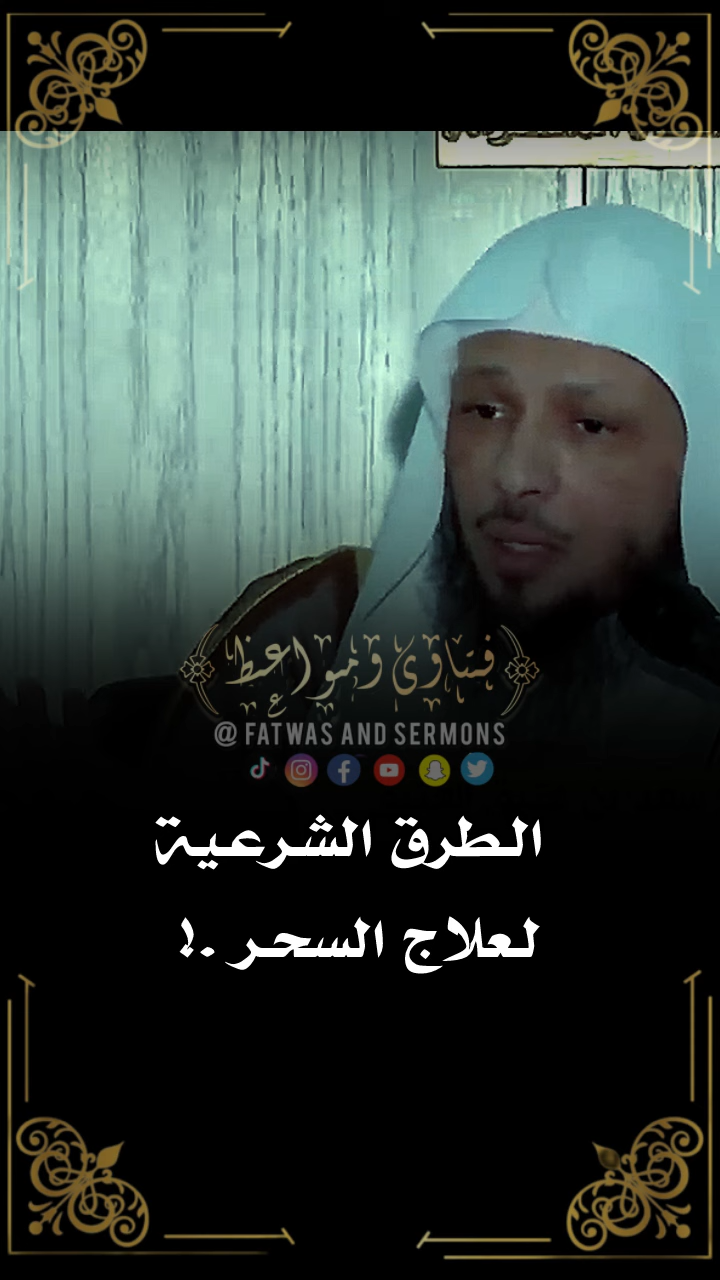 فتاوى ومواعظ
@ FATWAS AND SERMONS
الطرق الشرعية
لعلاج السحر .!